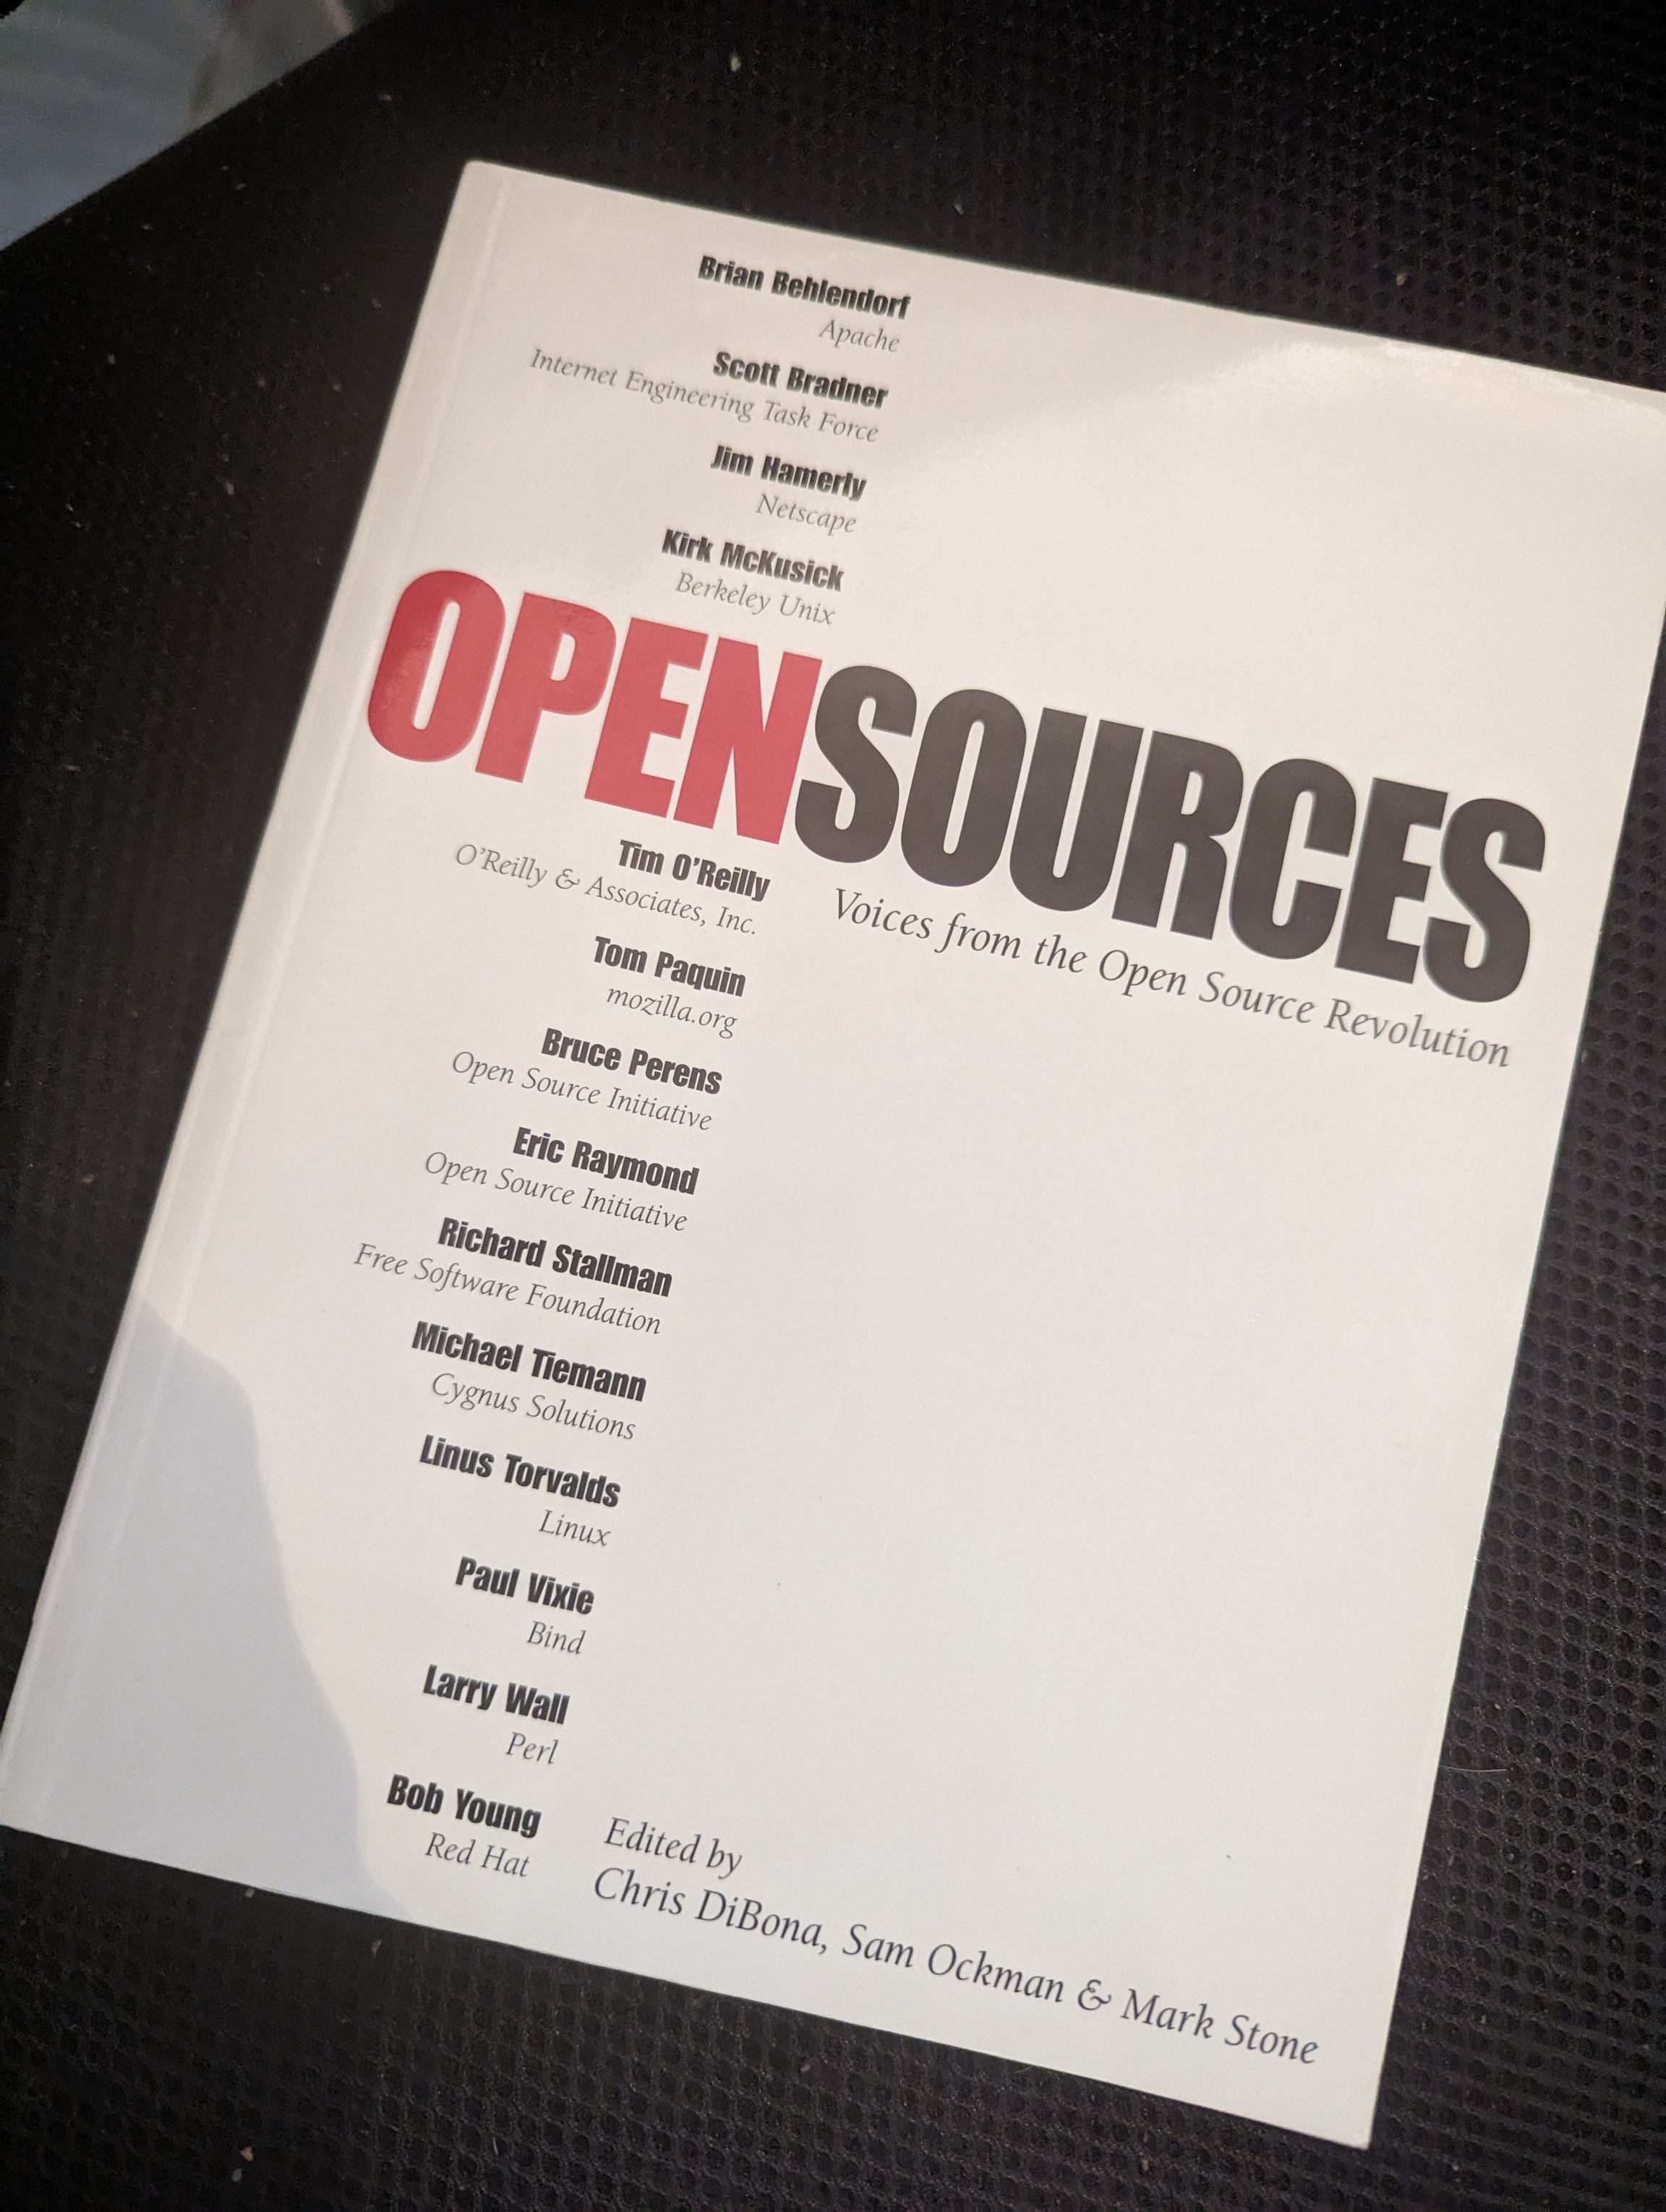 Brian Behlendorf
Apache
Scott Bradner
Internet Engineering Task Force
Jim Hamerly
Netscape
Kirk McKusick
Berkeley Unix
OPENSOURCES
Voices from the Open Source Revolution
Tim O'Reilly
O'Reilly & Associates, Inc.
Tom Paquin
mozilla.org
Bruce Perens
Open Source Initiative
Eric Raymond
Open Source Initiative
Richard Stallman
Free Software Foundation
Michael Tiemann
Cygnus Solutions
Linus Torvalds
Linux
Paul Vixie
Bind
Larry Wall
Perl
Bob Young
Red Hat
Edited by
Chris DiBona, Sam Ockman & Mark Stone